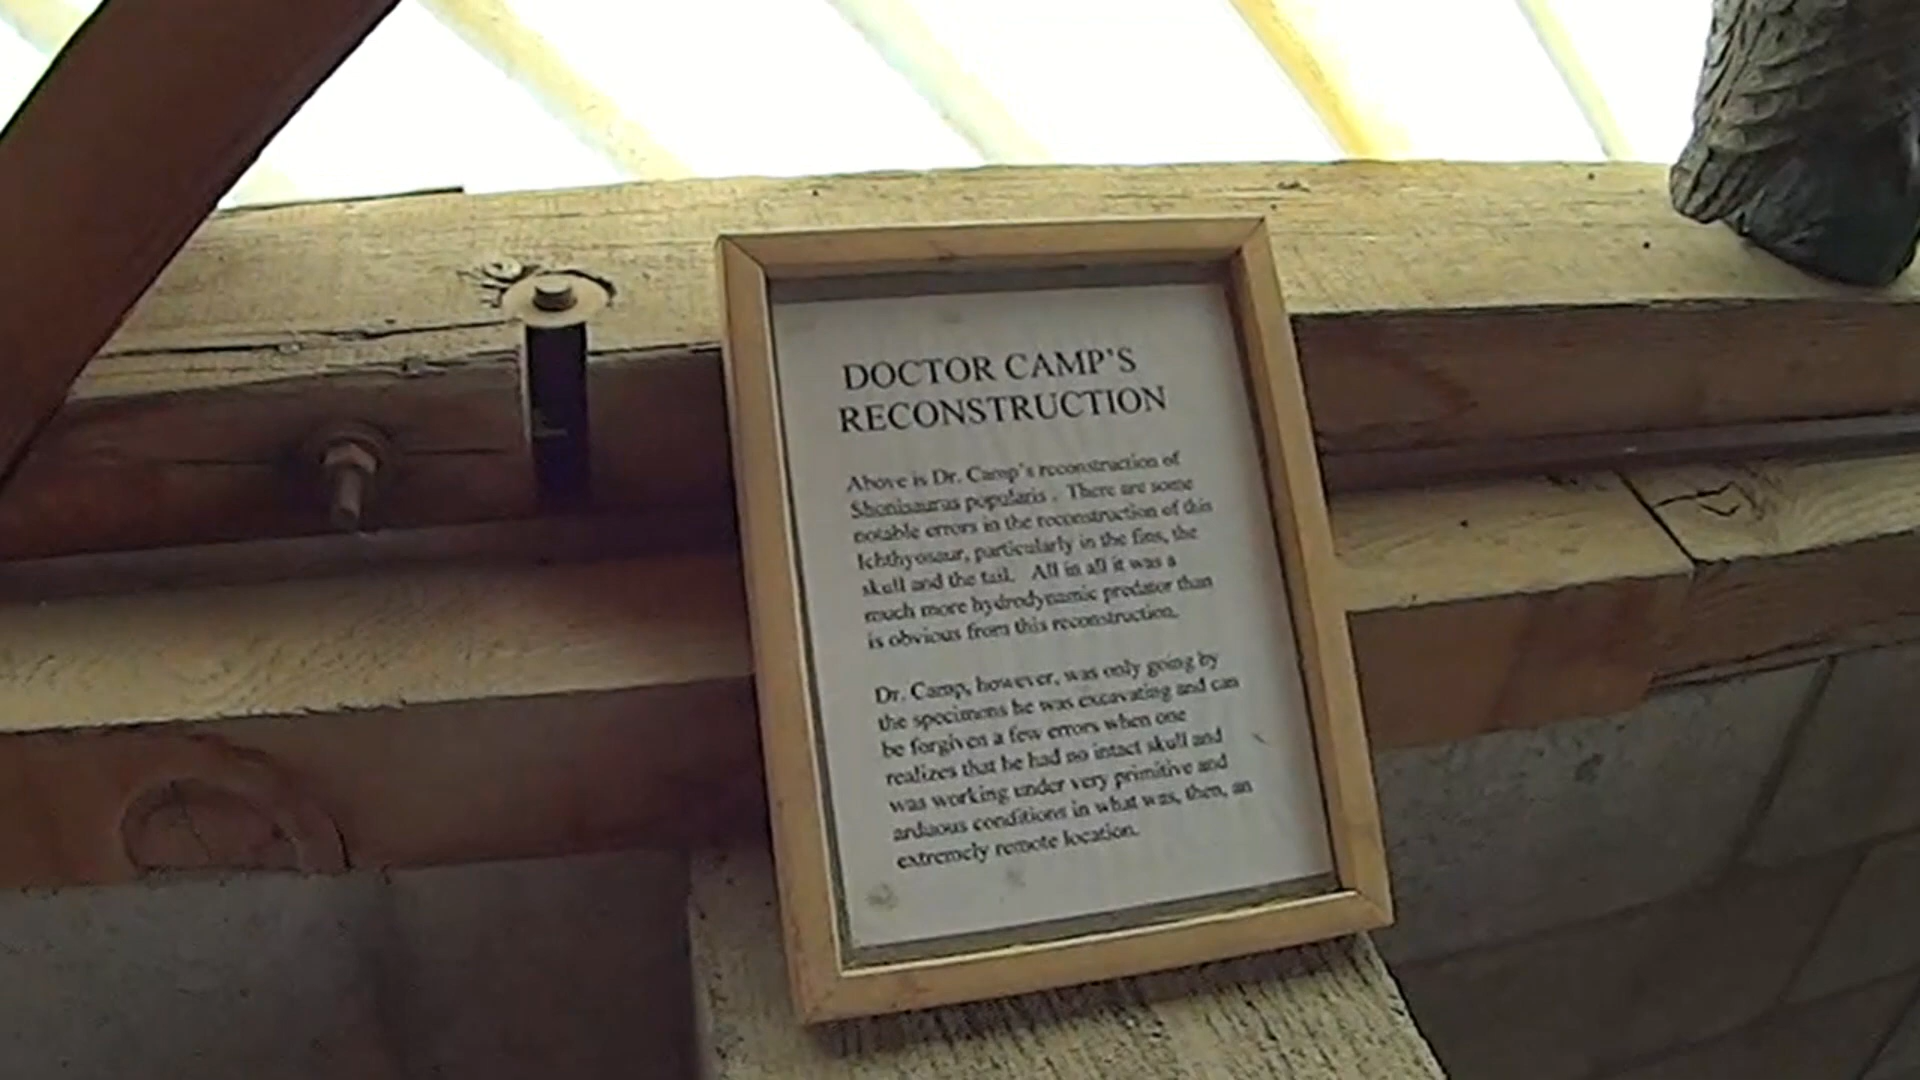 DOCTOR CAMP'S
RECONSTRUCTION
Above is Dr. Camp's reconstruction of
Shonisaurus popularis . There are some
notable errors in the reconstruction of this
Ichthyosaur, particularly in the fins, the
skull and the tail. All in all it was a
much more hydrodynamic predator than
is obvious from this reconstruction.
Dr. Camp, however, was only going by
the specimens he was excavating and can
be forgiven a few errors when one
realizes that he had no intact skull and
was working under very primitive and
arduous conditions in what was, then, an
extremely remote location.